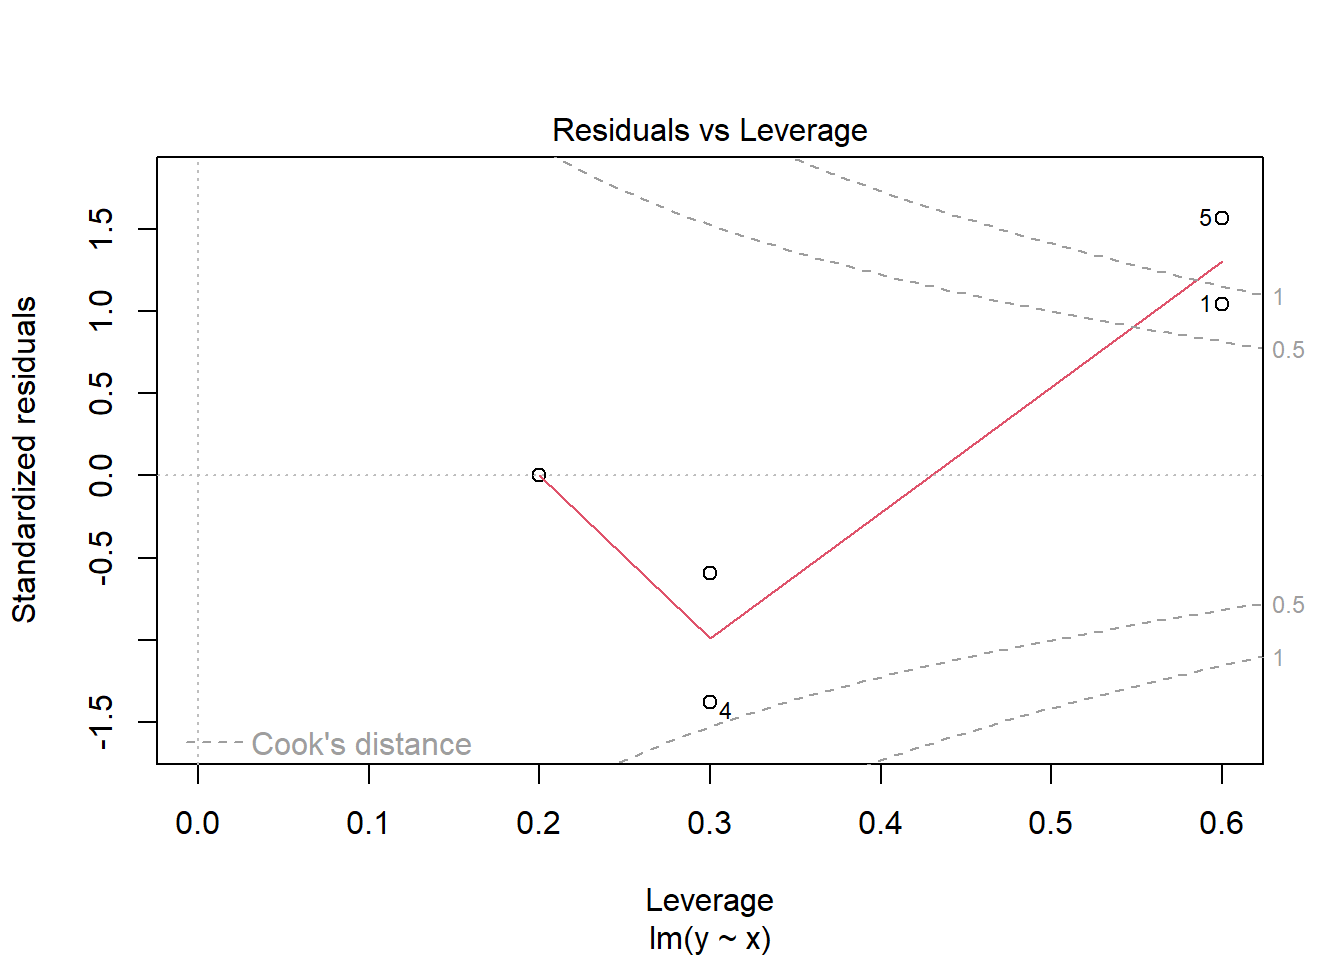 Residuals vs Leverage
Standardized residuals
1.5
1.0
0.5
0.0
-0.5
-1.5
5
1
4
1
0.5
0.5
1
Cook's distance
0.0 0.1 0.2 0.3 0.4 0.5 0.6
Leverage
lm(y ~ x)